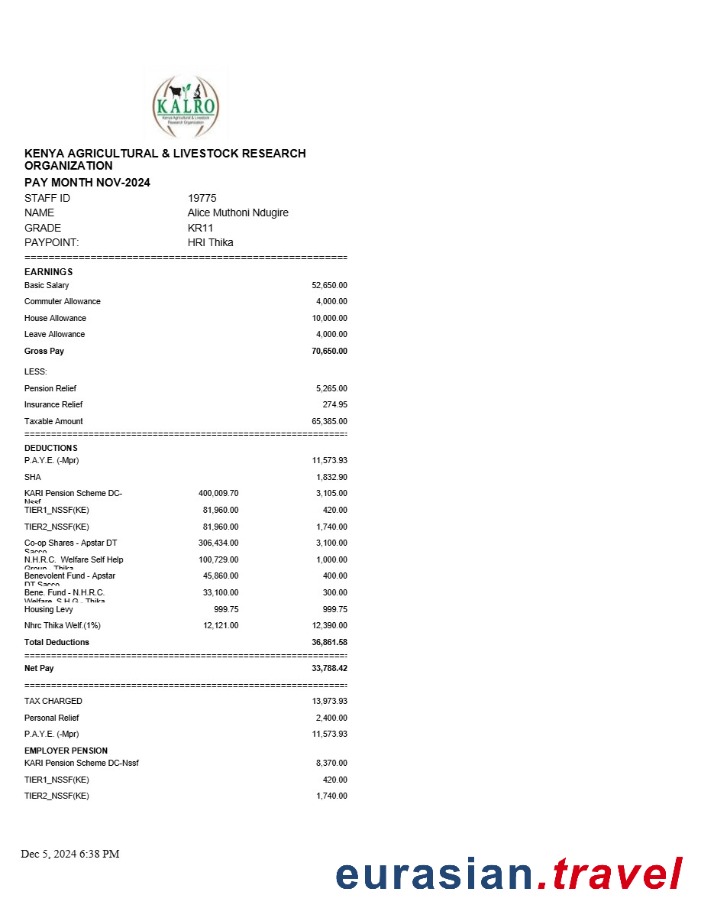 KALRO
Kenya Agricultural & Livestock
Research Organization
KENYA AGRICULTURAL & LIVESTOCK RESEARCH
ORGANIZATION
PAY MONTH NOV-2024
STAFF ID 19775
NAME Alice Muthoni Ndugire
GRADE KR11
PAYPOINT: HRI Thika
EARNINGS
Basic Salary 52,650.00
Commuter Allowance 4,000.00
House Allowance 10,000.00
Leave Allowance 4,000.00
Gross Pay 70,650.00
LESS:
Pension Relief 5,265.00
Insurance Relief 274.95
Taxable Amount 65,385.00
DEDUCTIONS
P.A.Y.E. (-Mpr) 11,573.93
SHA 1,832.90
KARI Pension Scheme DC- 400,009.70 3,105.00
Nssf
TIER1_NSSF(KE) 81,960.00 420.00
TIER2_NSSF(KE) 81,960.00 1,740.00
Co-op Shares - Apstar DT 306,434.00 3,100.00
Sacco
N.H.R.C. Welfare Self Help 100,729.00 1,000.00
Group - Thika
Benevolent Fund - Apstar 45,860.00 400.00
DT Sacco
Bene. Fund - N.H.R.C. 33,100.00 300.00
Welfare S.H.G - Thika
Housing Levy 999.75 999.75
Nhrc Thika Welf.(1%) 12,121.00 12,390.00
Total Deductions 36,861.58
Net Pay 33,788.42
TAX CHARGED 13,973.93
Personal Relief 2,400.00
P.A.Y.E. (-Mpr) 11,573.93
EMPLOYER PENSION
KARI Pension Scheme DC-Nssf 8,370.00
TIER1_NSSF(KE) 420.00
TIER2_NSSF(KE) 1,740.00
Dec 5, 2024 6:38 PM
eurasian.travel